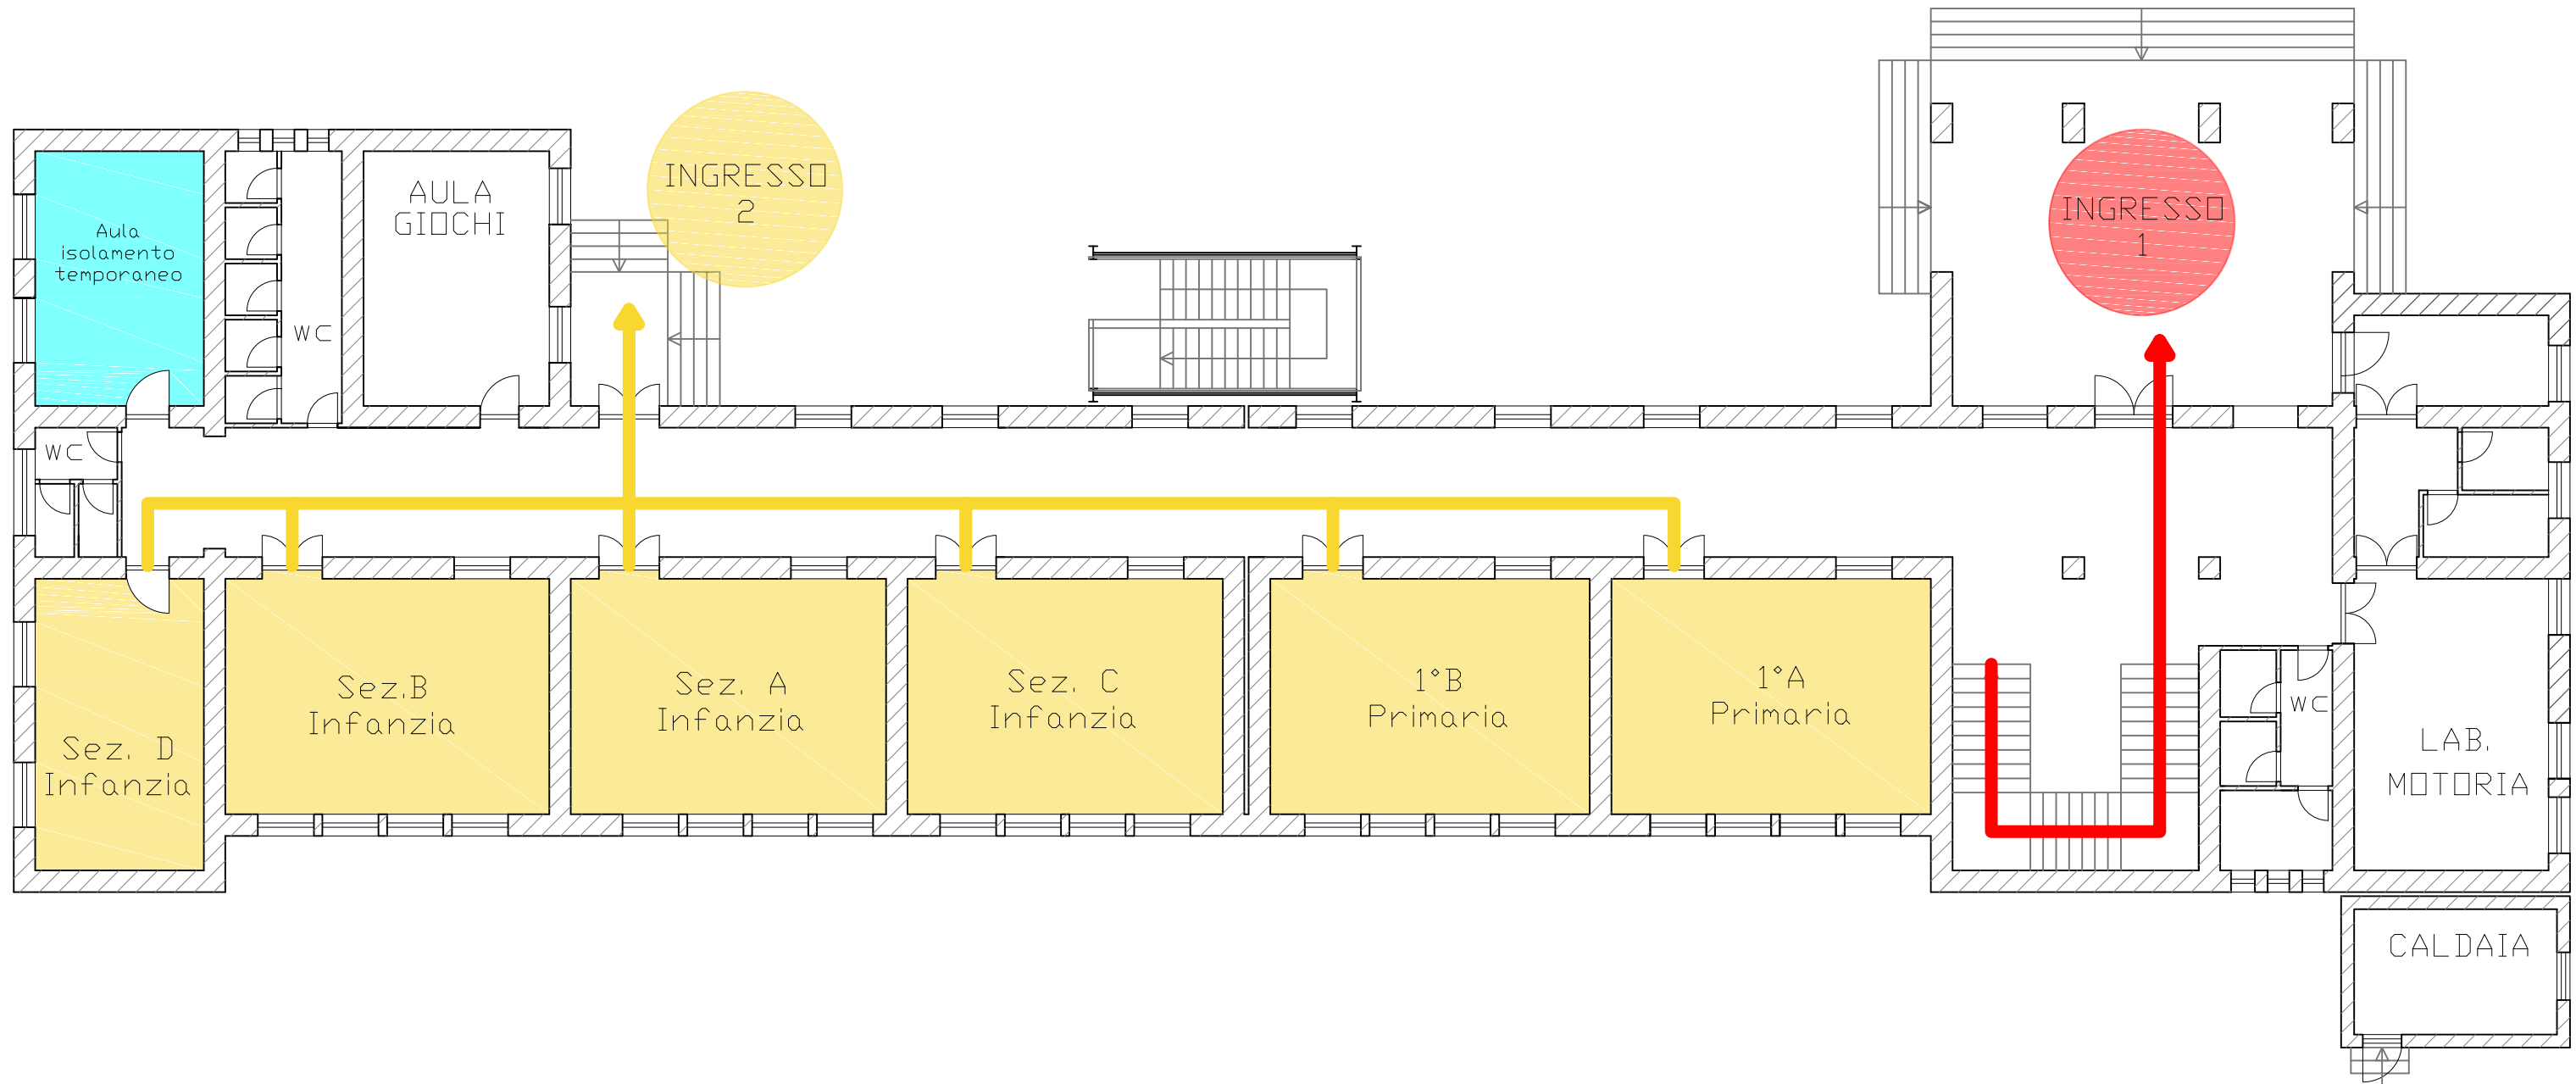 INGRESSO
2
INGRESSO
1
AULA
GIOCHI
Aula
isolamento
temporaneo
WC
WC
Sez. D
Infanzia
Sez.B
Infanzia
Sez. A
Infanzia
Sez. C
Infanzia
1°B
Primaria
1°A
Primaria
WC
LAB.
MOTORIA
CALDAIA